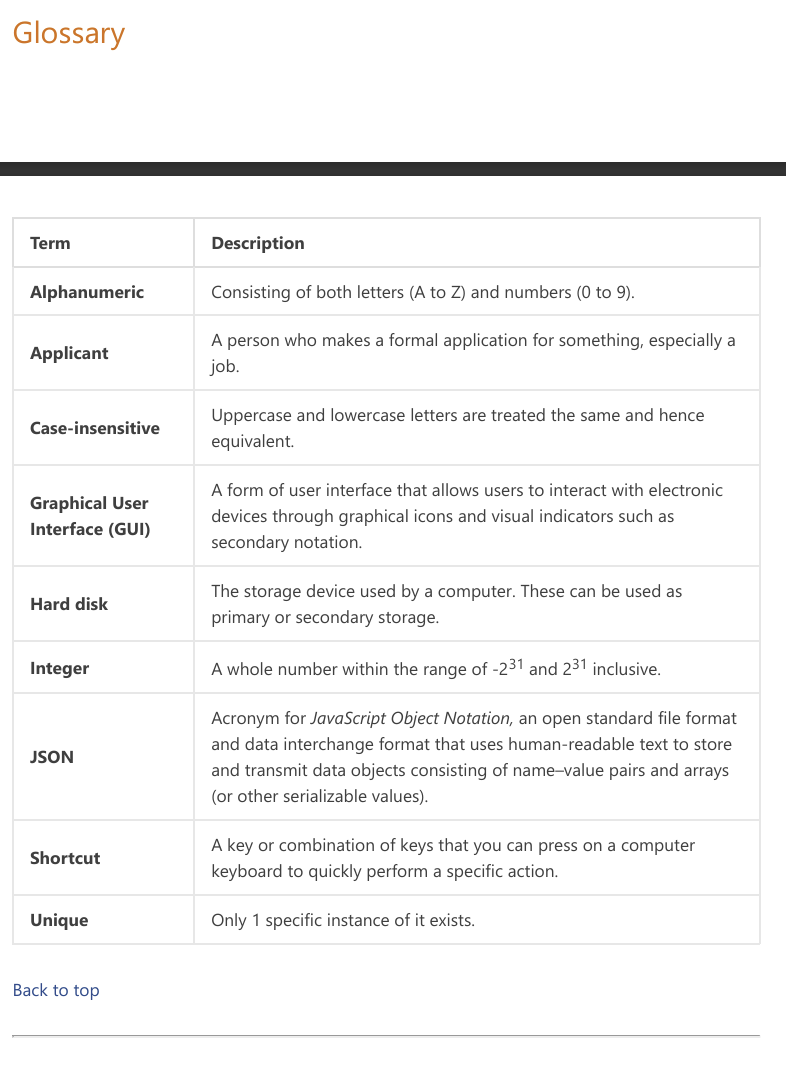 Glossary
Term Description
Alphanumeric Consisting of both letters (A to Z) and numbers (0 to 9).
Applicant A person who makes a formal application for something, especially a
job.
Case-insensitive Uppercase and lowercase letters are treated the same and hence
equivalent.
Graphical User
Interface (GUI) A form of user interface that allows users to interact with electronic
devices through graphical icons and visual indicators such as
secondary notation.
Hard disk The storage device used by a computer. These can be used as
primary or secondary storage.
Integer A whole number within the range of -2³¹ and 2³¹ inclusive.
JSON Acronym for JavaScript Object Notation, an open standard file format
and data interchange format that uses human-readable text to store
and transmit data objects consisting of name–value pairs and arrays
(or other serializable values).
Shortcut A key or combination of keys that you can press on a computer
keyboard to quickly perform a specific action.
Unique Only 1 specific instance of it exists.
Back to top